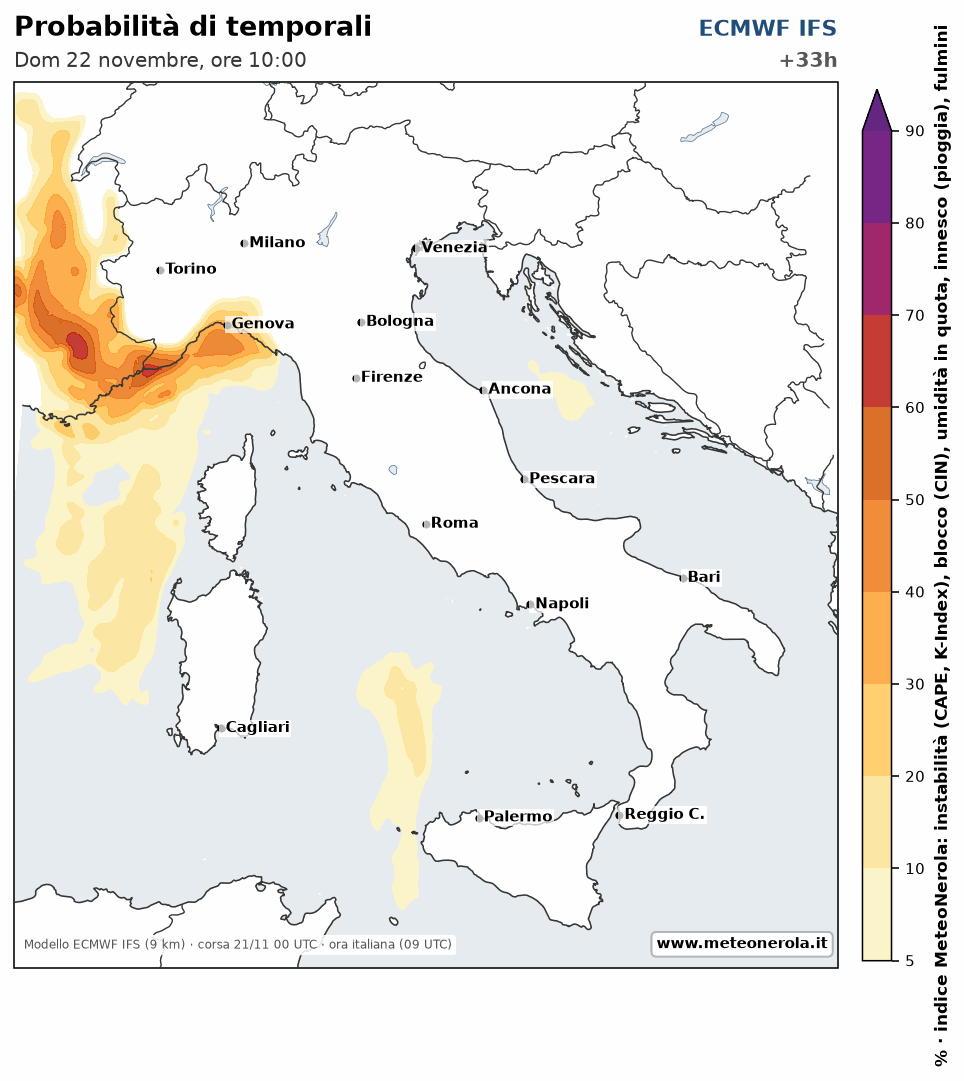 Probabilità di temporali
ECMWF IFS
Dom 22 novembre, ore 10:00
+33h
Milano
Venezia
Torino
Genova
Bologna
Firenze
Ancona
Pescara
Roma
Bari
Napoli
Cagliari
Palermo
Reggio C.
Modello ECMWF IFS (9 km) · corsa 21/11 00 UTC · ora italiana (09 UTC)
www.meteonerola.it
90
80
70
60
50
40
30
20
10
5
% · indice MeteoNerola: instabilità (CAPE, K-Index), blocco (CIN), umidità in quota, innesco (pioggia), fulmini